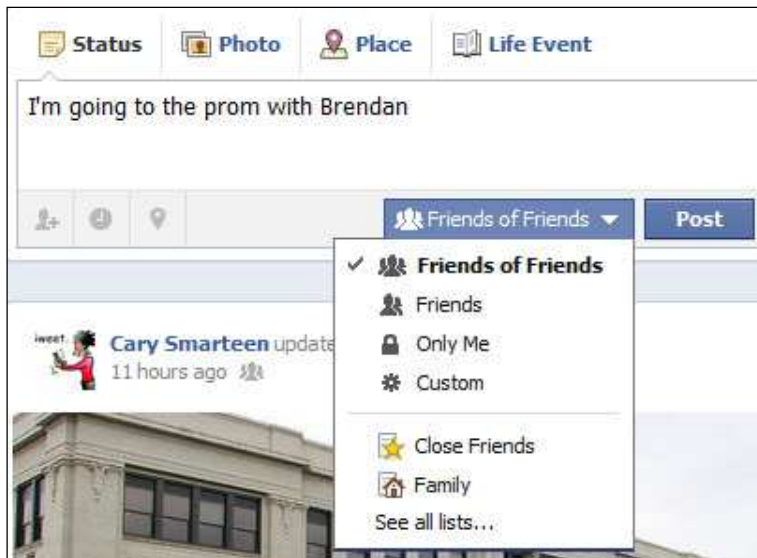 Status Photo Place Life Event
I'm going to the prom with Brendan
Friends of Friends Post
Friends of Friends
Friends
Only Me
Custom
Cary Smarteen update
11 hours ago
Close Friends
Family
See all lists...